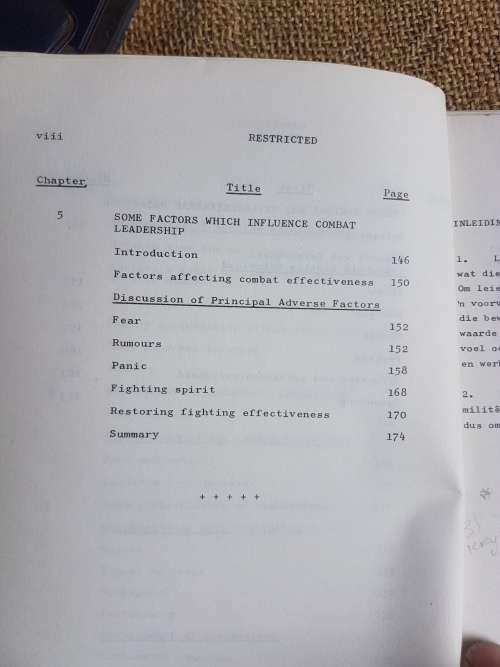 viii RESTRICTED
Chapter Title Page
5 SOME FACTORS WHICH INFLUENCE COMBAT
LEADERSHIP
Introduction 146
Factors affecting combat effectiveness 150
Discussion of Principal Adverse Factors
Fear 152
Rumours 152
Panic 158
Fighting spirit 168
Restoring fighting effectiveness 170
Summary 174
+ + + + +
INLEIDIN
1. L
wat die
Om leie
'n voorv
die bew
waarde
voel oo
en werk
2.
militê
dus om